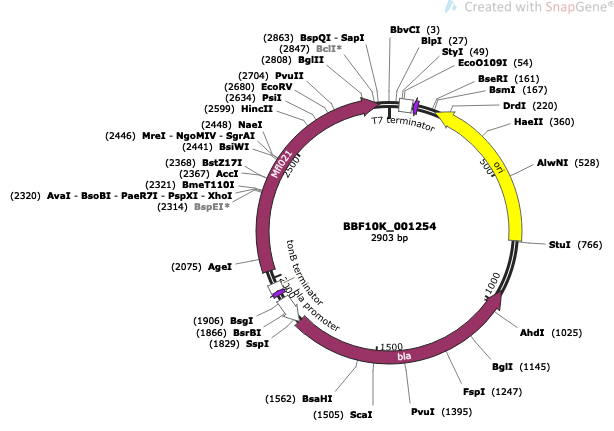 Created with SnapGene®
(2863) BspQI - SapI
(2847) BclI*
(2808) BglII
(2704) PvuII
(2680) EcoRV
(2634) PsiI
(2599) HincII
(2448) NaeI
(2446) MreI - NgoMIV - SgrAI
(2441) BsiWI
(2368) BstZ17I
(2367) AccI
(2321) BmeT110I
(2320) AvaI - BsoBI - PaeR7I - PspXI - XhoI
(2314) BspEI*
(2075) AgeI
(1906) BsgI
(1866) BsrBI
(1829) SspI
(1562) BsaHI
(1505) ScaI
BbvCI (3)
BlpI (27)
StyI (49)
EcoO109I (54)
BseRI (161)
BsmI (167)
DrdI (220)
HaeII (360)
AlwNI (528)
StuI (766)
AhdI (1025)
BglI (1145)
FspI (1247)
PvuI (1395)
T7 terminator
ori
500
1000
1500
2000
2500
Mfl021
tonB terminator
bla promoter
bla
BBF10K_001254
2903 bp